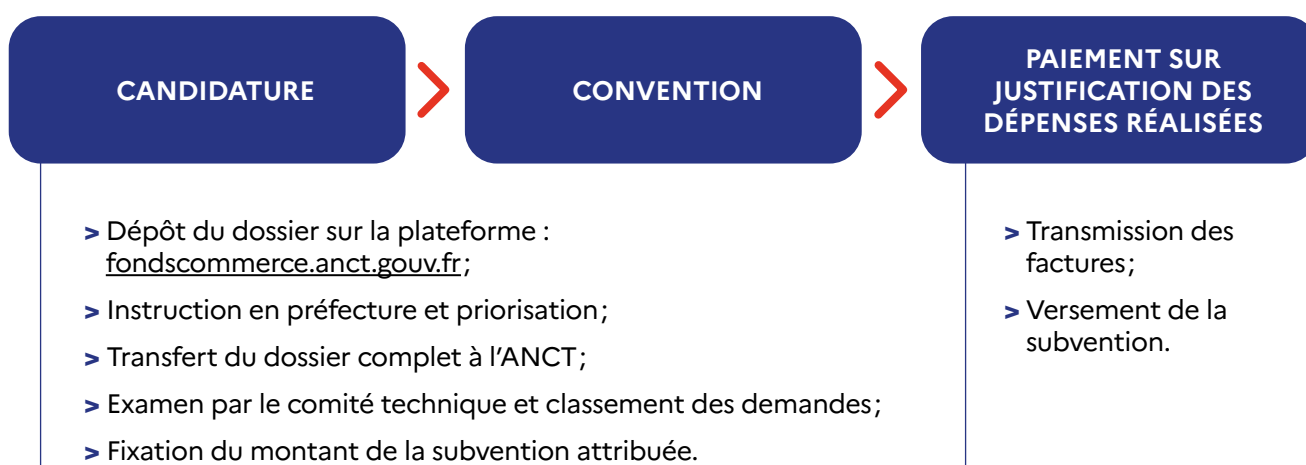 CANDIDATURE
CONVENTION
PAIEMENT SUR
JUSTIFICATION DES
DÉPENSES RÉALISÉES
> Dépôt du dossier sur la plateforme :
fondscommerce.anct.gouv.fr;
> Instruction en préfecture et priorisation;
> Transfert du dossier complet à l'ANCT;
> Examen par le comité technique et classement des demandes;
> Fixation du montant de la subvention attribuée.
> Transmission des
factures;
> Versement de la
subvention.